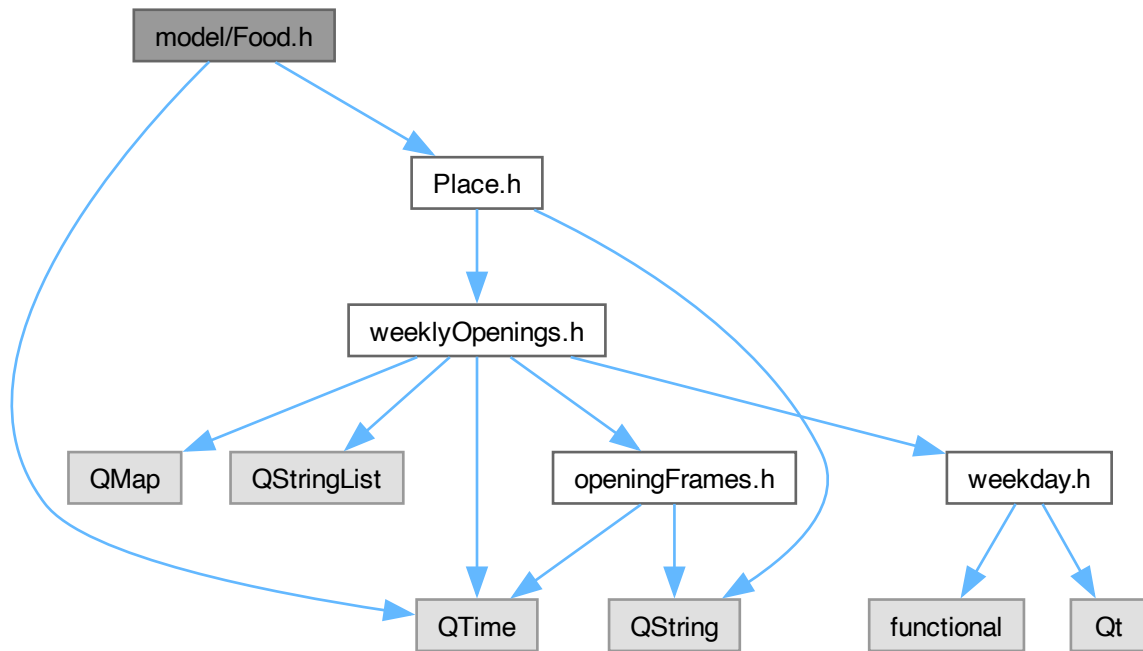 model/Food.h
Place.h
weeklyOpenings.h
QMap
QStringList
openingFrames.h
weekday.h
QTime
QString
functional
Qt